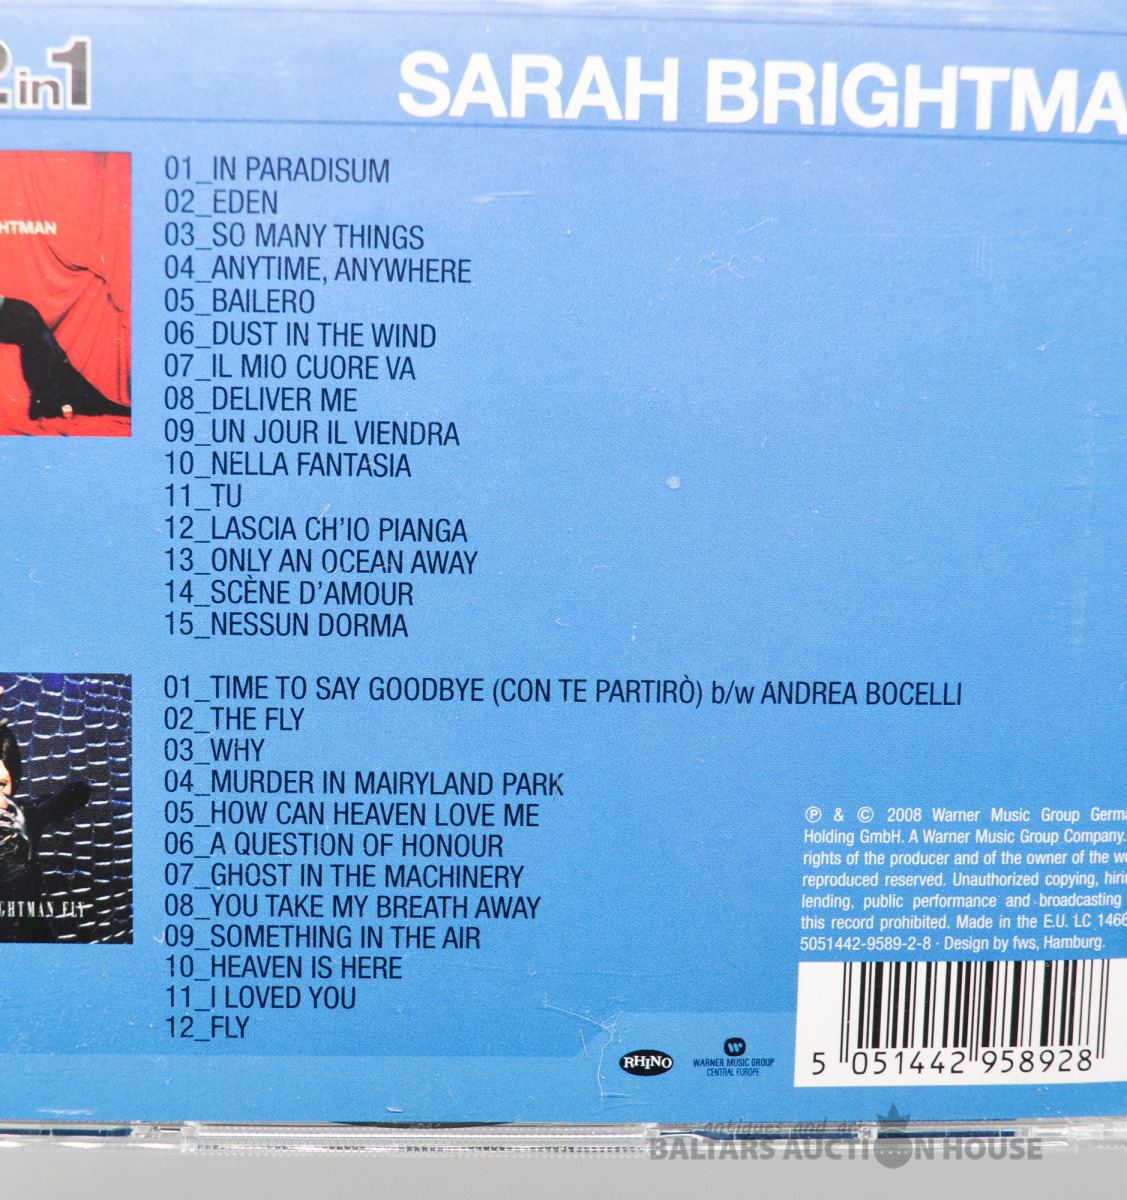 2in1
SARAH BRIGHTMA
HTMAN
01_IN PARADISUM
02_EDEN
03_SO MANY THINGS
04_ANYTIME, ANYWHERE
05_BAILERO
06_DUST IN THE WIND
07_IL MIO CUORE VA
08_DELIVER ME
09_UN JOUR IL VIENDRA
10_NELLA FANTASIA
11_TU
12_LASCIA CH'IO PIANGA
13_ONLY AN OCEAN AWAY
14_SCÈNE D'AMOUR
15_NESSUN DORMA
01_TIME TO SAY GOODBYE (CON TE PARTIRÒ) b/w ANDREA BOCELLI
02_THE FLY
03_WHY
04_MURDER IN MAIRYLAND PARK
05_HOW CAN HEAVEN LOVE ME
06_A QUESTION OF HONOUR
07_GHOST IN THE MACHINERY
08_YOU TAKE MY BREATH AWAY
09_SOMETHING IN THE AIR
10_HEAVEN IS HERE
11_I LOVED YOU
12_FLY
GHTMAN FLY
℗ & © 2008 Warner Music Group Germa
Holding GmbH. A Warner Music Group Company.
rights of the producer and of the owner of the wo
reproduced reserved. Unauthorized copying, hirin
lending, public performance and broadcasting
this record prohibited. Made in the E.U. LC 1466
5051442-9589-2-8 · Design by fws, Hamburg.
RHINO
WARNER MUSIC GROUP
CENTRAL EUROPE
5 051442 958928
antiques and art
BALTARS AUCTION HOUSE